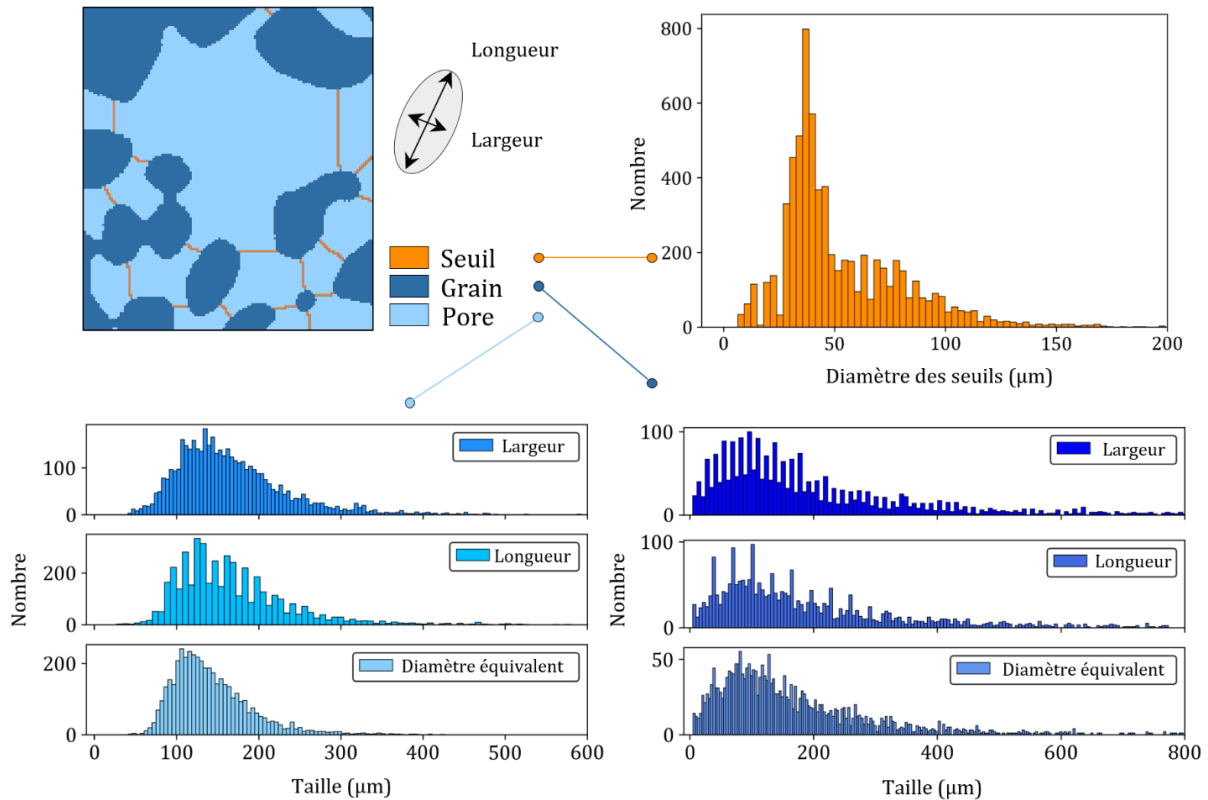 Longueur
Largeur
Seuil
Grain
Pore
800
600
400
200
0
Nombre
0 50 100 150 200
Diamètre des seuils (µm)
Largeur
100
0
Longueur
200
0
Diamètre équivalent
200
0
Nombre
0 100 200 300 400 500 600
Taille (µm)
Largeur
100
0
Longueur
100
0
Diamètre équivalent
50
0
Nombre
0 200 400 600 800
Taille (µm)